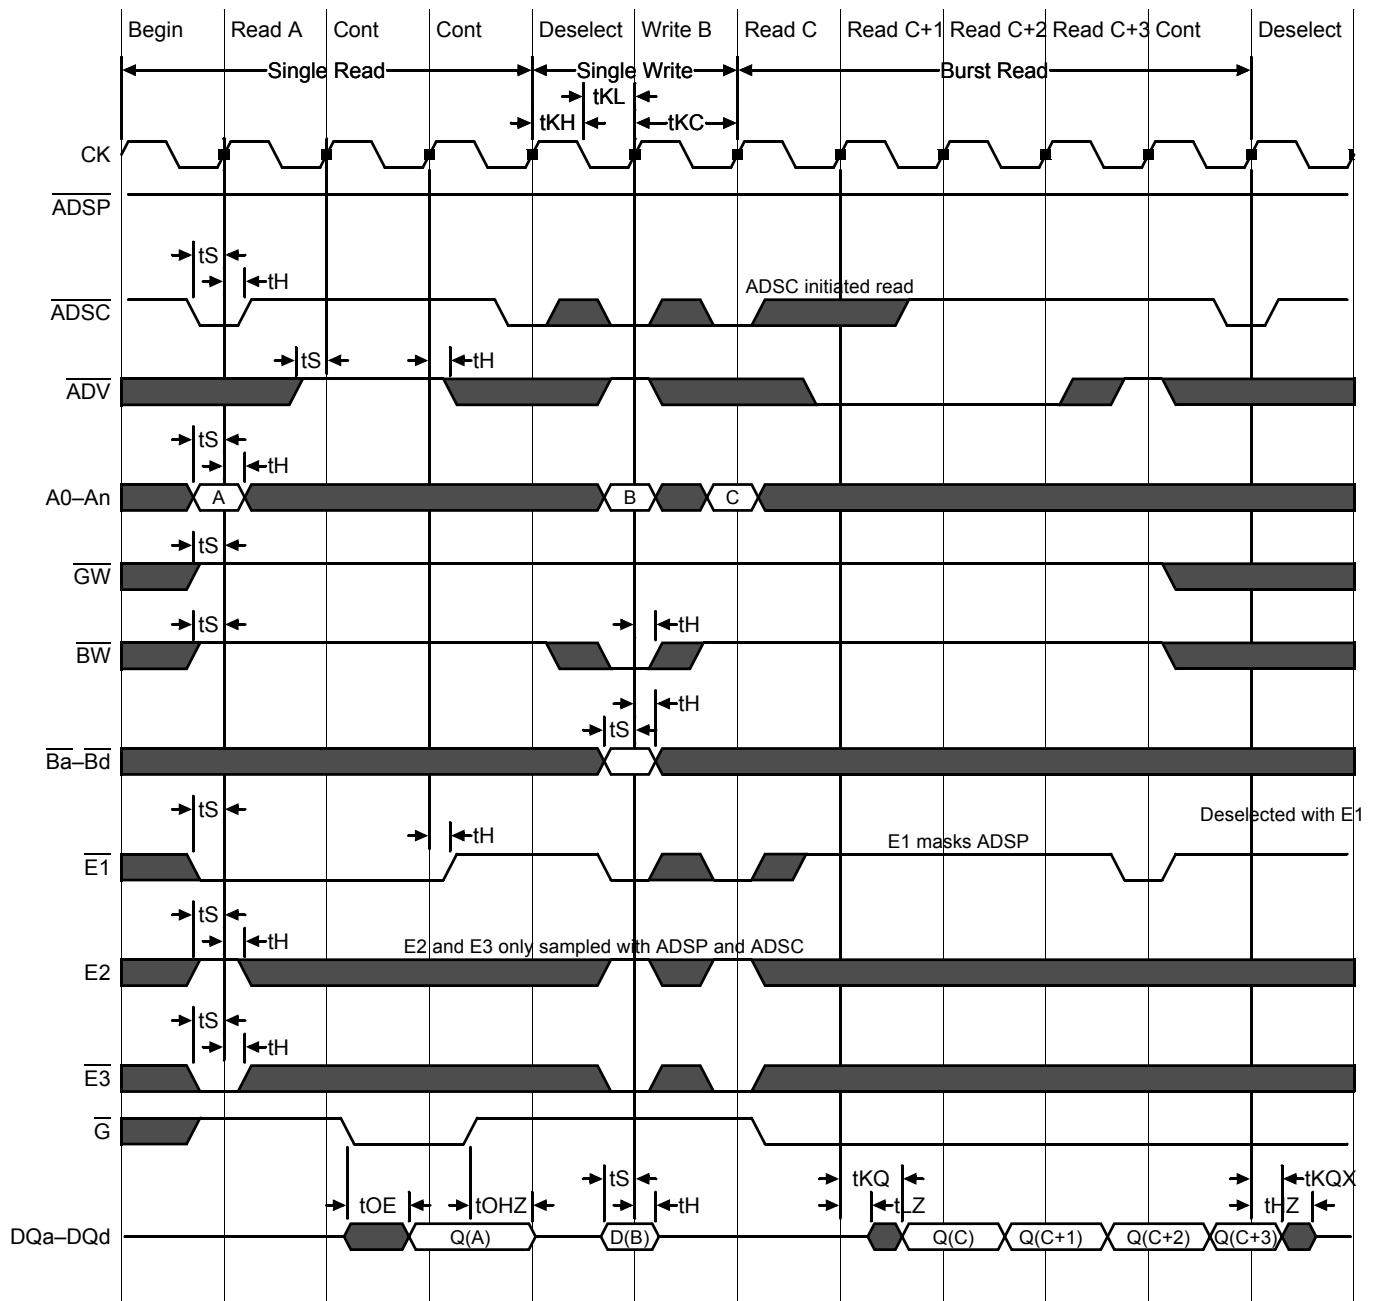 Begin Read A Cont Cont Deselect Write B Read C Read C+1 Read C+2 Read C+3 Cont Deselect
Single Read Single Write Burst Read
tKL
tKH tKC
CK
ADSP
tS
tH
ADSC initiated read
ADSC
tS tH
ADV
tS
tH
A0–An A B C
tS
GW
tS tH
BW
tH
tS
Ba–Bd
tS
Deselected with E1
tH
E1 masks ADSP
E1
tS
tH
E2 and E3 only sampled with ADSP and ADSC
E2
tS
tH
E3
G
tS tKQ tKQX
tOE tOHZ tH tLZ tHZ
DQa–DQd Q(A) D(B) Q(C) Q(C+1) Q(C+2) Q(C+3)